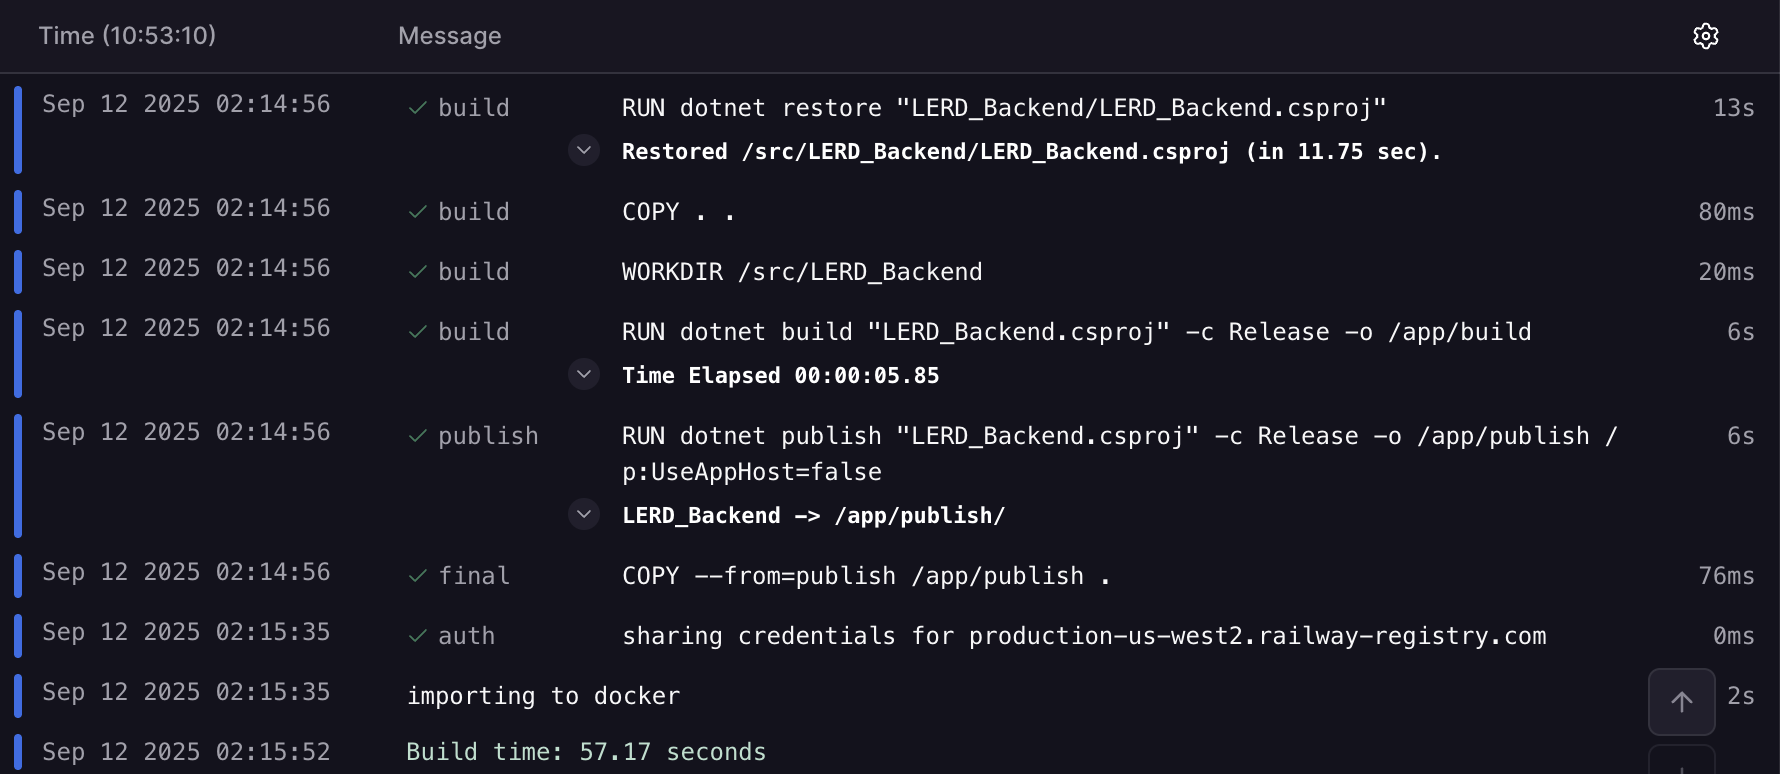 Time (10:53:10) Message
Sep 12 2025 02:14:56 build RUN dotnet restore "LERD_Backend/LERD_Backend.csproj" 13s
Restored /src/LERD_Backend/LERD_Backend.csproj (in 11.75 sec).
Sep 12 2025 02:14:56 build COPY . . 80ms
Sep 12 2025 02:14:56 build WORKDIR /src/LERD_Backend 20ms
Sep 12 2025 02:14:56 build RUN dotnet build "LERD_Backend.csproj" -c Release -o /app/build 6s
Time Elapsed 00:00:05.85
Sep 12 2025 02:14:56 publish RUN dotnet publish "LERD_Backend.csproj" -c Release -o /app/publish / 6s
p:UseAppHost=false
LERD_Backend -> /app/publish/
Sep 12 2025 02:14:56 final COPY --from=publish /app/publish . 76ms
Sep 12 2025 02:15:35 auth sharing credentials for production-us-west2.railway-registry.com 0ms
Sep 12 2025 02:15:35 importing to docker 2s
Sep 12 2025 02:15:52 Build time: 57.17 seconds